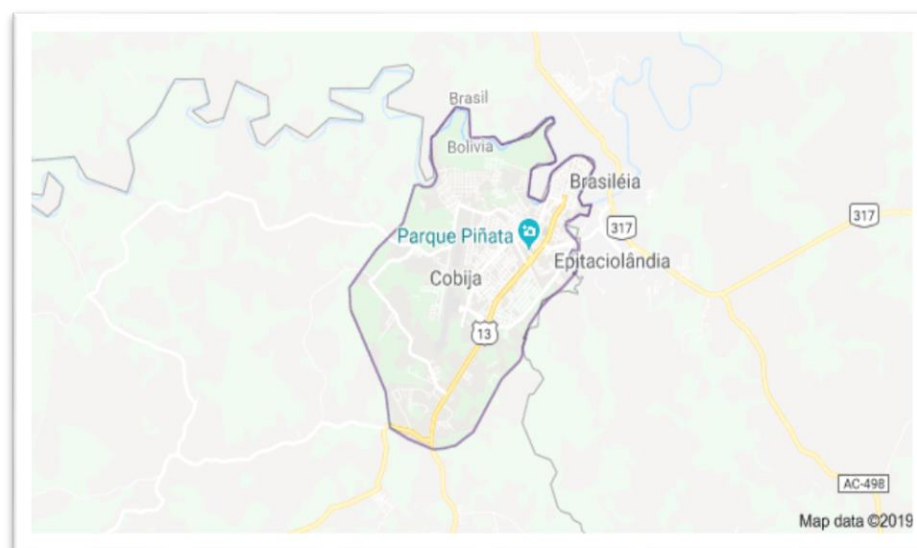 Brasil
Bolivia
Brasiléia
317
317
Parque Piñata
Epitaciolândia
Cobija
13
AC-498
Map data ©2019